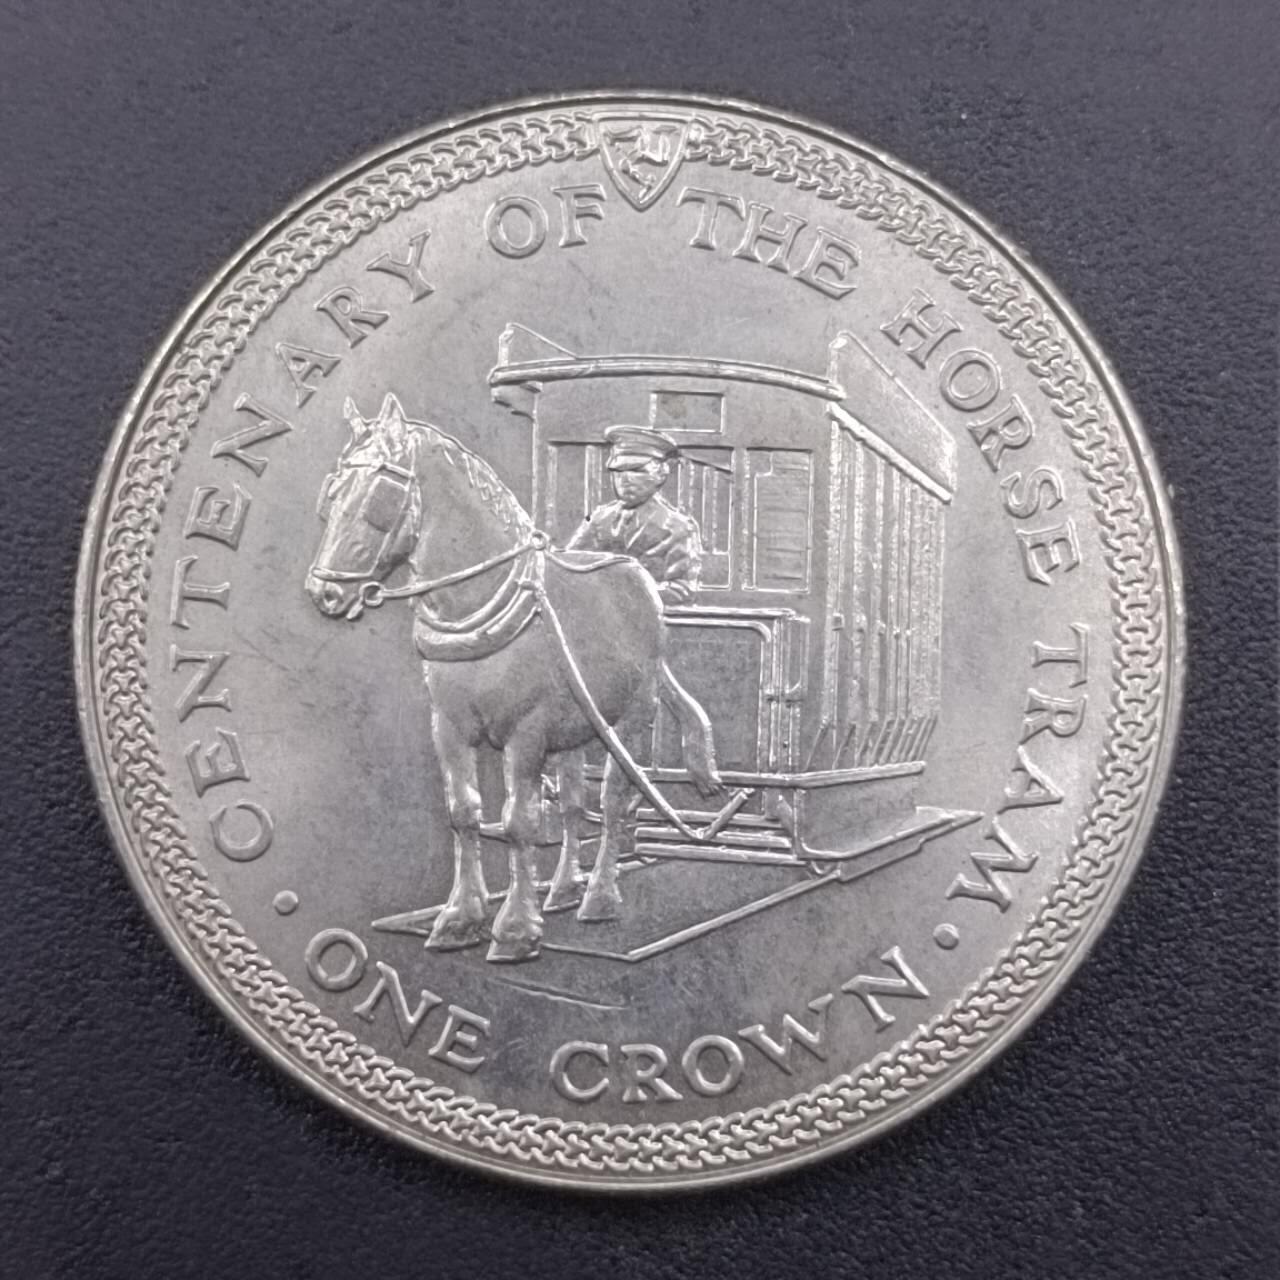 CENTENARY OF THE HORSE TRAM
· ONE CROWN ·